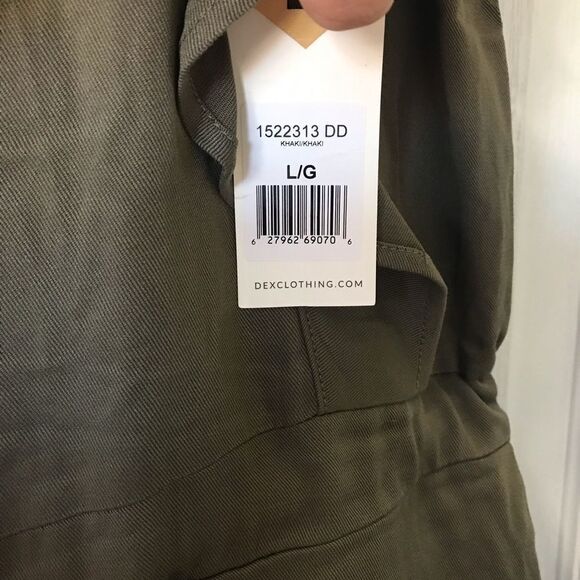 1522313 DD
KHAKI/KHAKI
L/G
6 27962 69070 6
DEXCLOTHING.COM